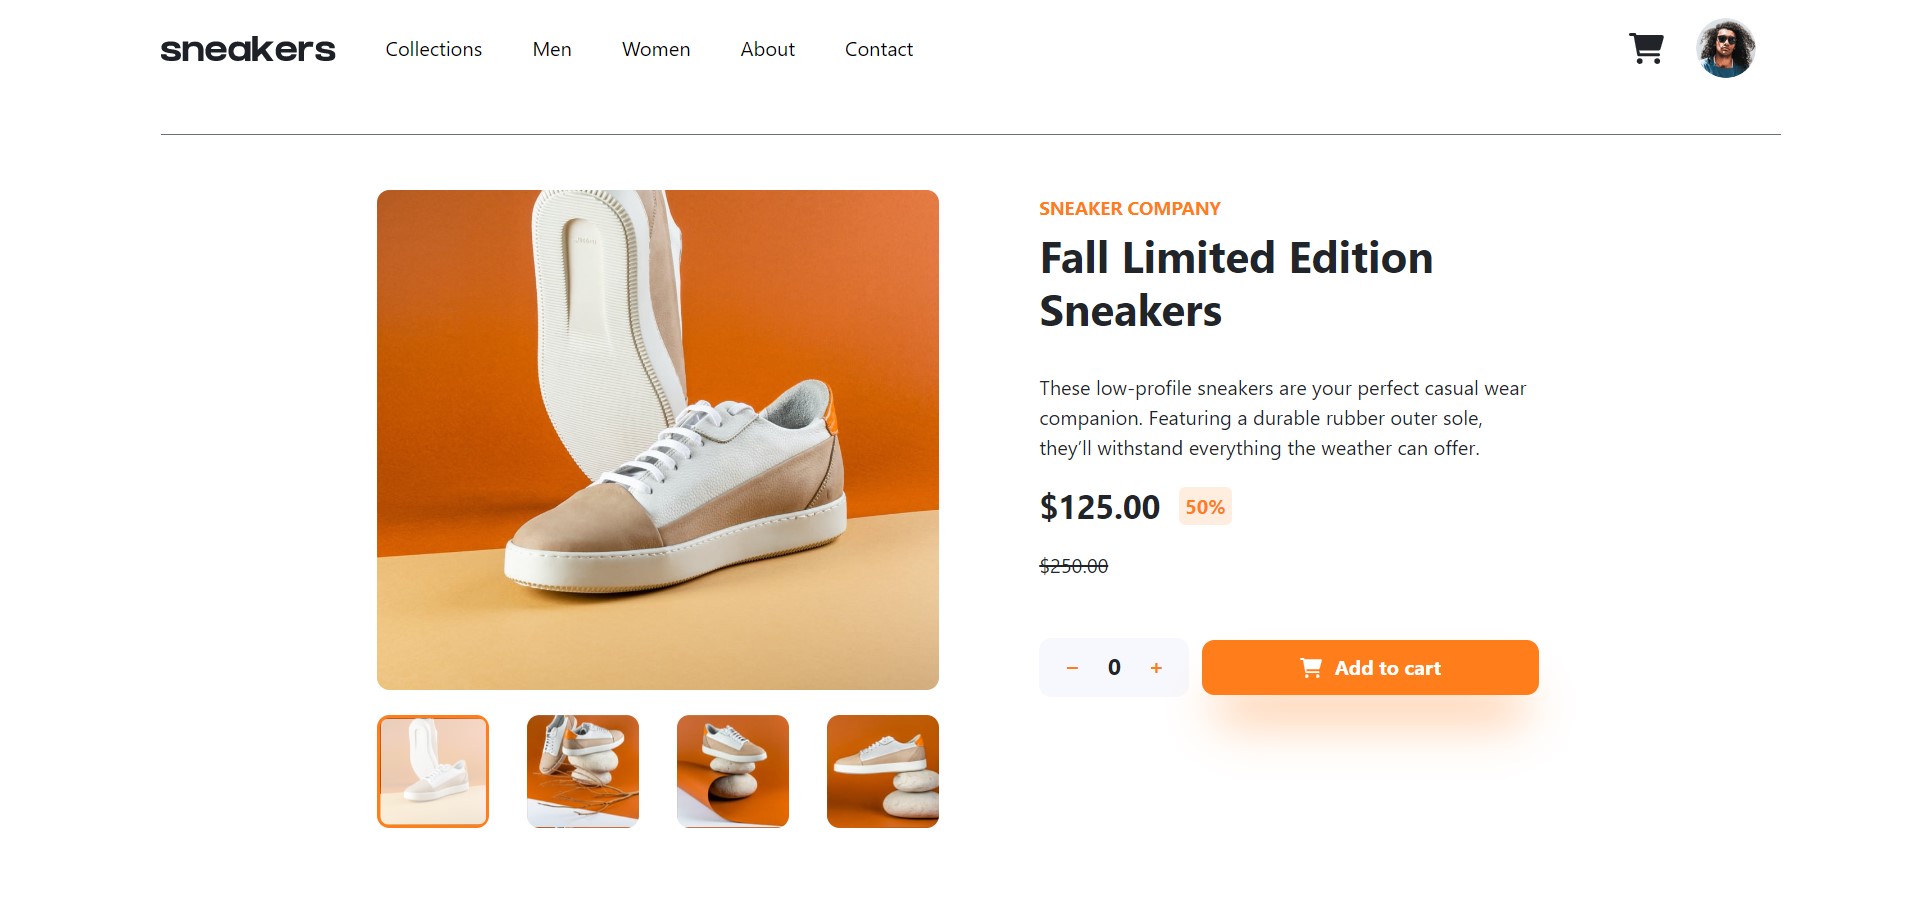 sneakers
Collections
Men
Women
About
Contact
SNEAKER COMPANY
Fall Limited Edition
Sneakers
These low-profile sneakers are your perfect casual wear
companion. Featuring a durable rubber outer sole,
they’ll withstand everything the weather can offer.
$125.00
50%
$250.00
−
0
+
Add to cart